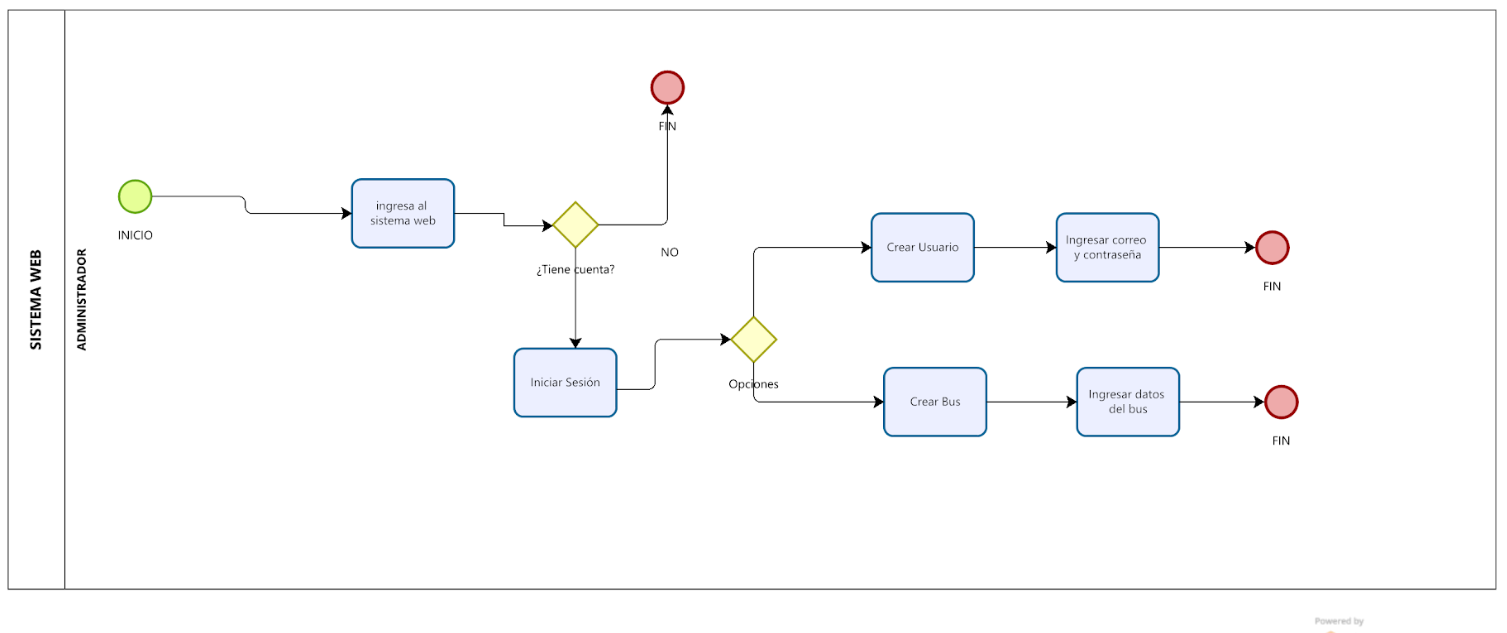 SISTEMA WEB
ADMINISTRADOR
INICIO
ingresa al
sistema web
FIN
¿Tiene cuenta?
NO
Iniciar Sesión
Opciones
Crear Usuario
Ingresar correo
y contraseña
FIN
Crear Bus
Ingresar datos
del bus
FIN
Powered by